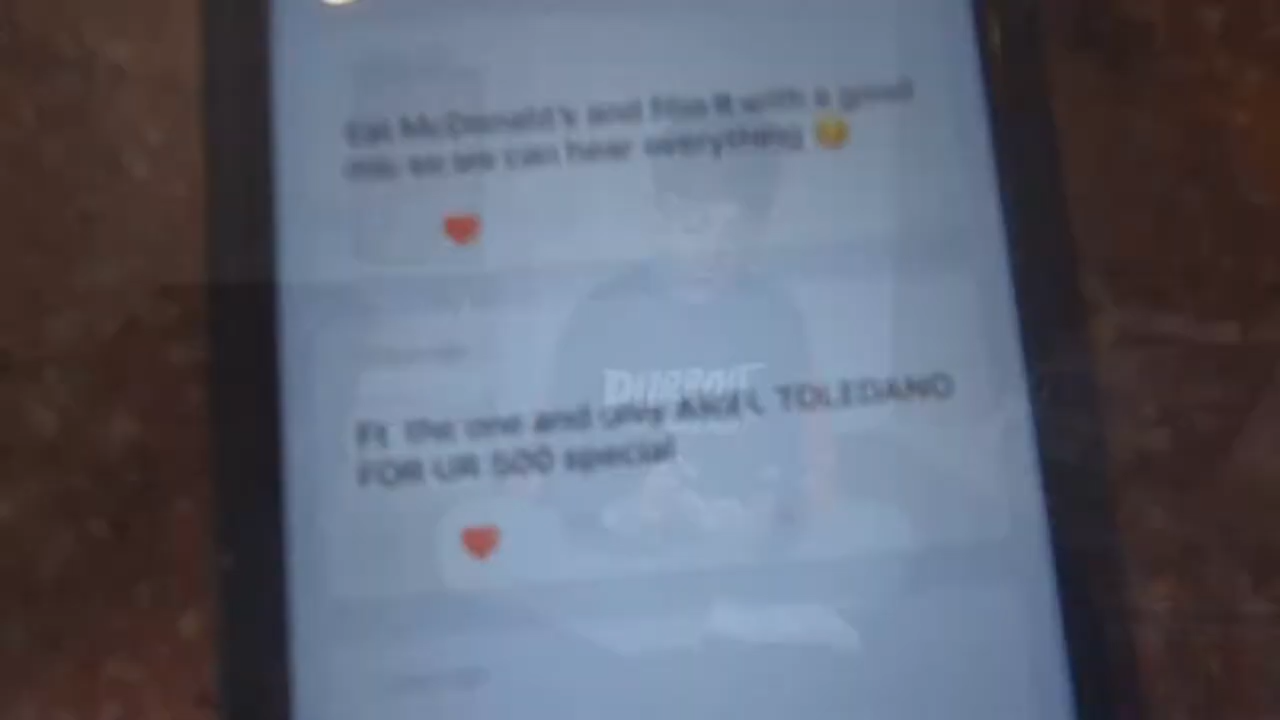 Eat McDonald's and film it with a good
mic so we can hear everything 😉
Ft the one and only ANGEL TOLEDANO
FOR UR 500 special